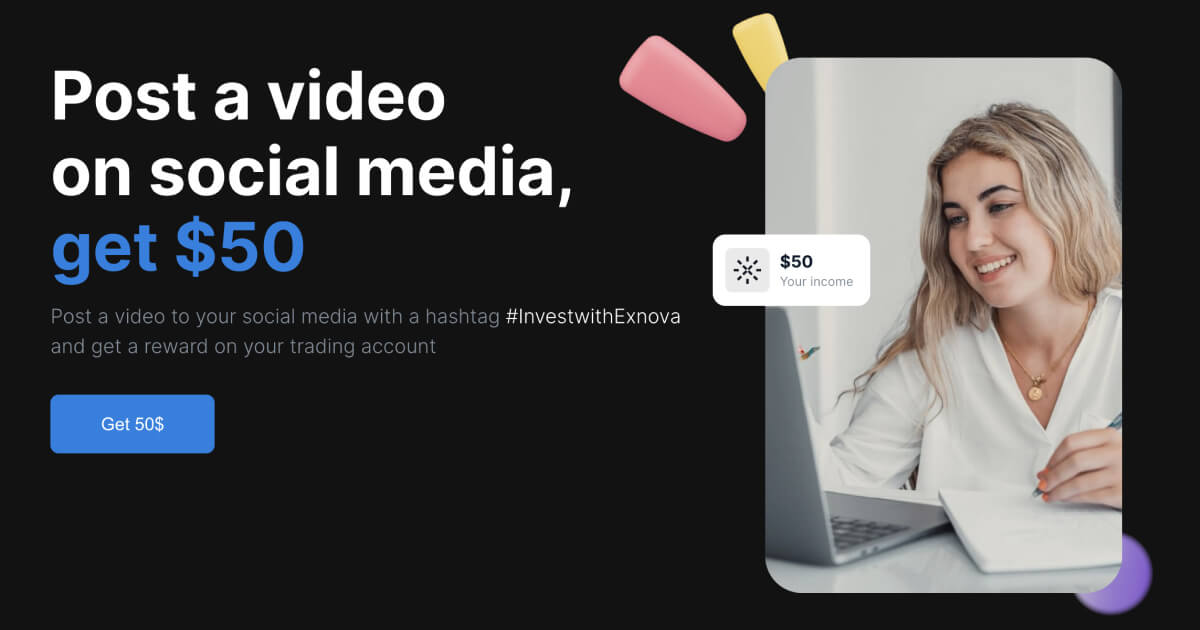 Post a video
on social media,
get $50
Post a video to your social media with a hashtag #InvestwithExnova
and get a reward on your trading account
Get 50$
$50
Your income